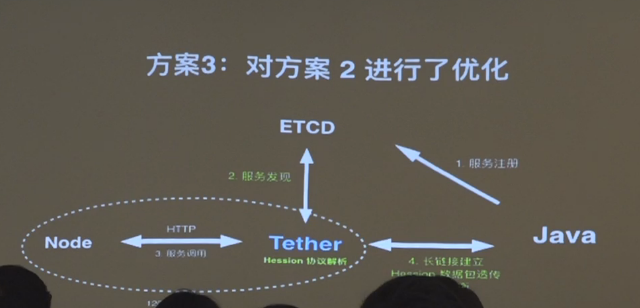 方案3：对方案 2 进行了优化
ETCD
1. 服务注册
2. 服务发现
Java
HTTP
Node
Tether
3. 服务调用
Hession 协议解析
4. 长链接建立
Hession 数据包透传